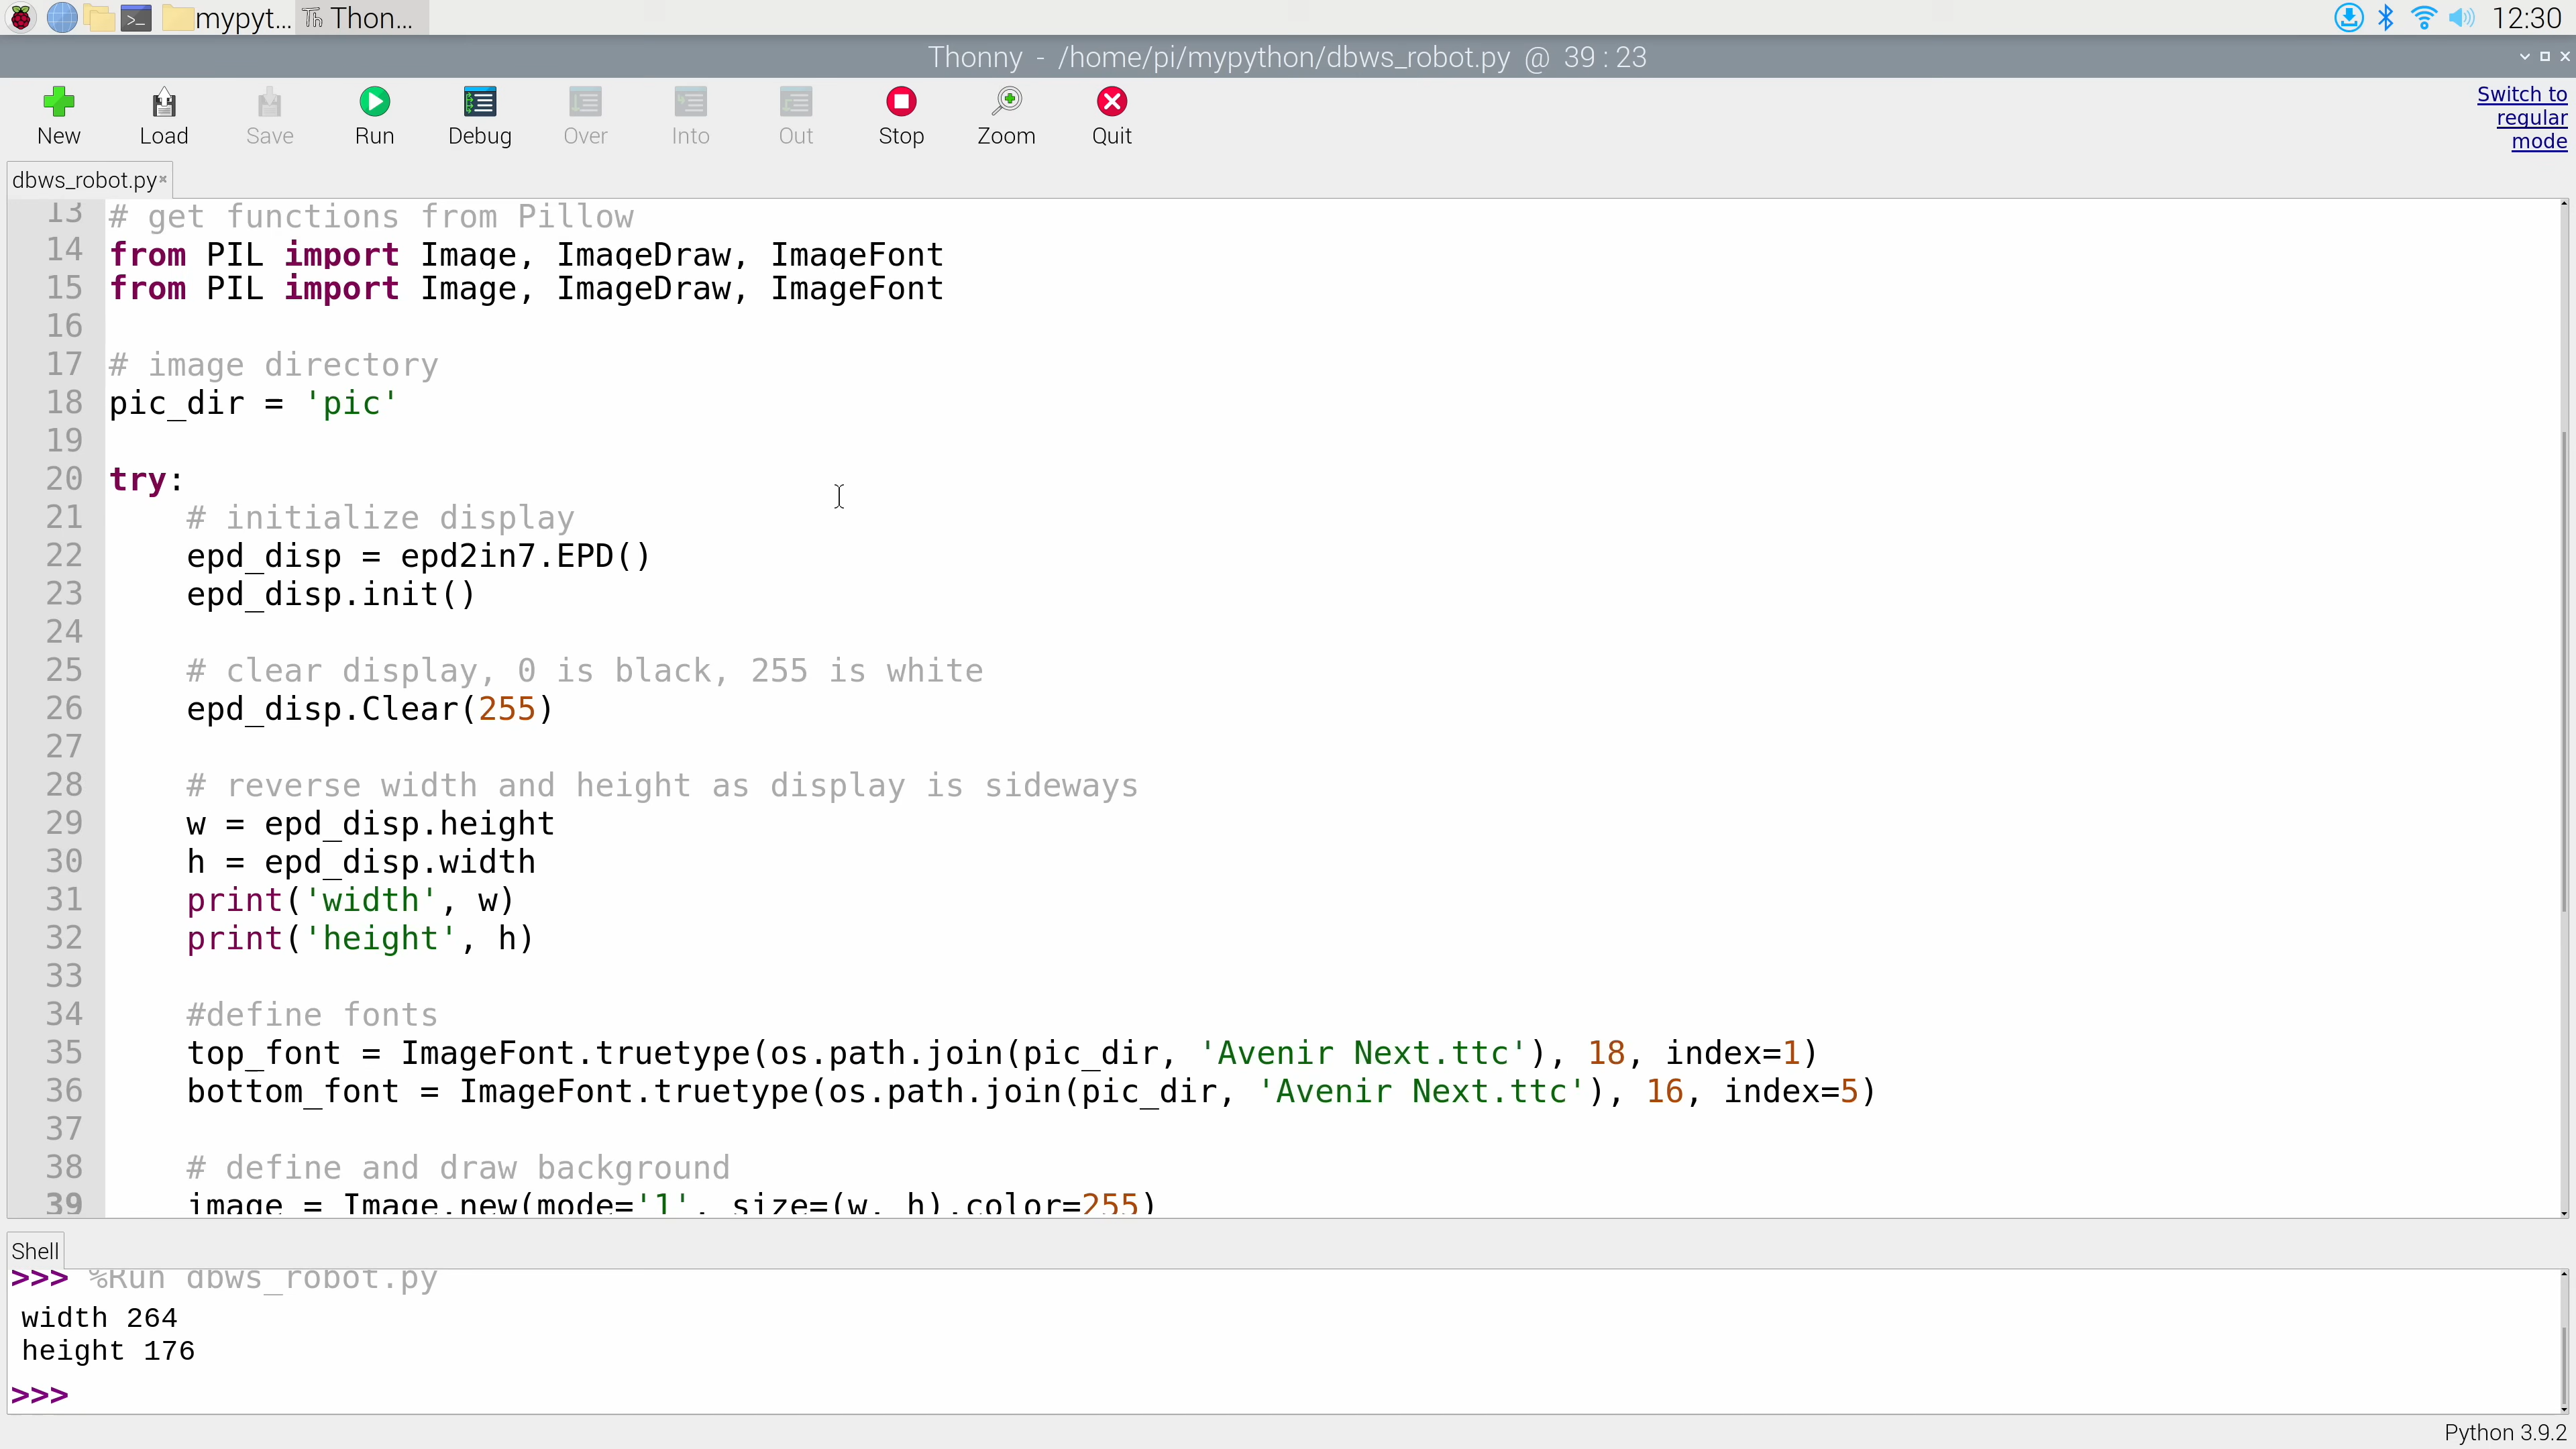 mypyt... Thon... 12:30
Thonny - /home/pi/mypython/dbws_robot.py @ 39 : 23
New Load Save Run Debug Over Into Out Stop Zoom Quit
Switch to
regular
mode
dbws_robot.py
13 # get functions from Pillow
14 from PIL import Image, ImageDraw, ImageFont
15 from PIL import Image, ImageDraw, ImageFont
16
17 # image directory
18 pic_dir = 'pic'
19
20 try:
21     # initialize display
22     epd_disp = epd2in7.EPD()
23     epd_disp.init()
24
25     # clear display, 0 is black, 255 is white
26     epd_disp.Clear(255)
27
28     # reverse width and height as display is sideways
29     w = epd_disp.height
30     h = epd_disp.width
31     print('width', w)
32     print('height', h)
33
34     #define fonts
35     top_font = ImageFont.truetype(os.path.join(pic_dir, 'Avenir Next.ttc'), 18, index=1)
36     bottom_font = ImageFont.truetype(os.path.join(pic_dir, 'Avenir Next.ttc'), 16, index=5)
37
38     # define and draw background
39     image = Image.new(mode='1', size=(w, h),color=255)
Shell
>>> %Run dbws_robot.py
width 264
height 176
>>>
Python 3.9.2